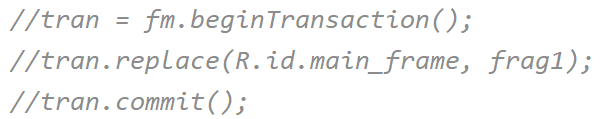 //tran = fm.beginTransaction();
//tran.replace(R.id.main_frame, frag1);
//tran.commit();